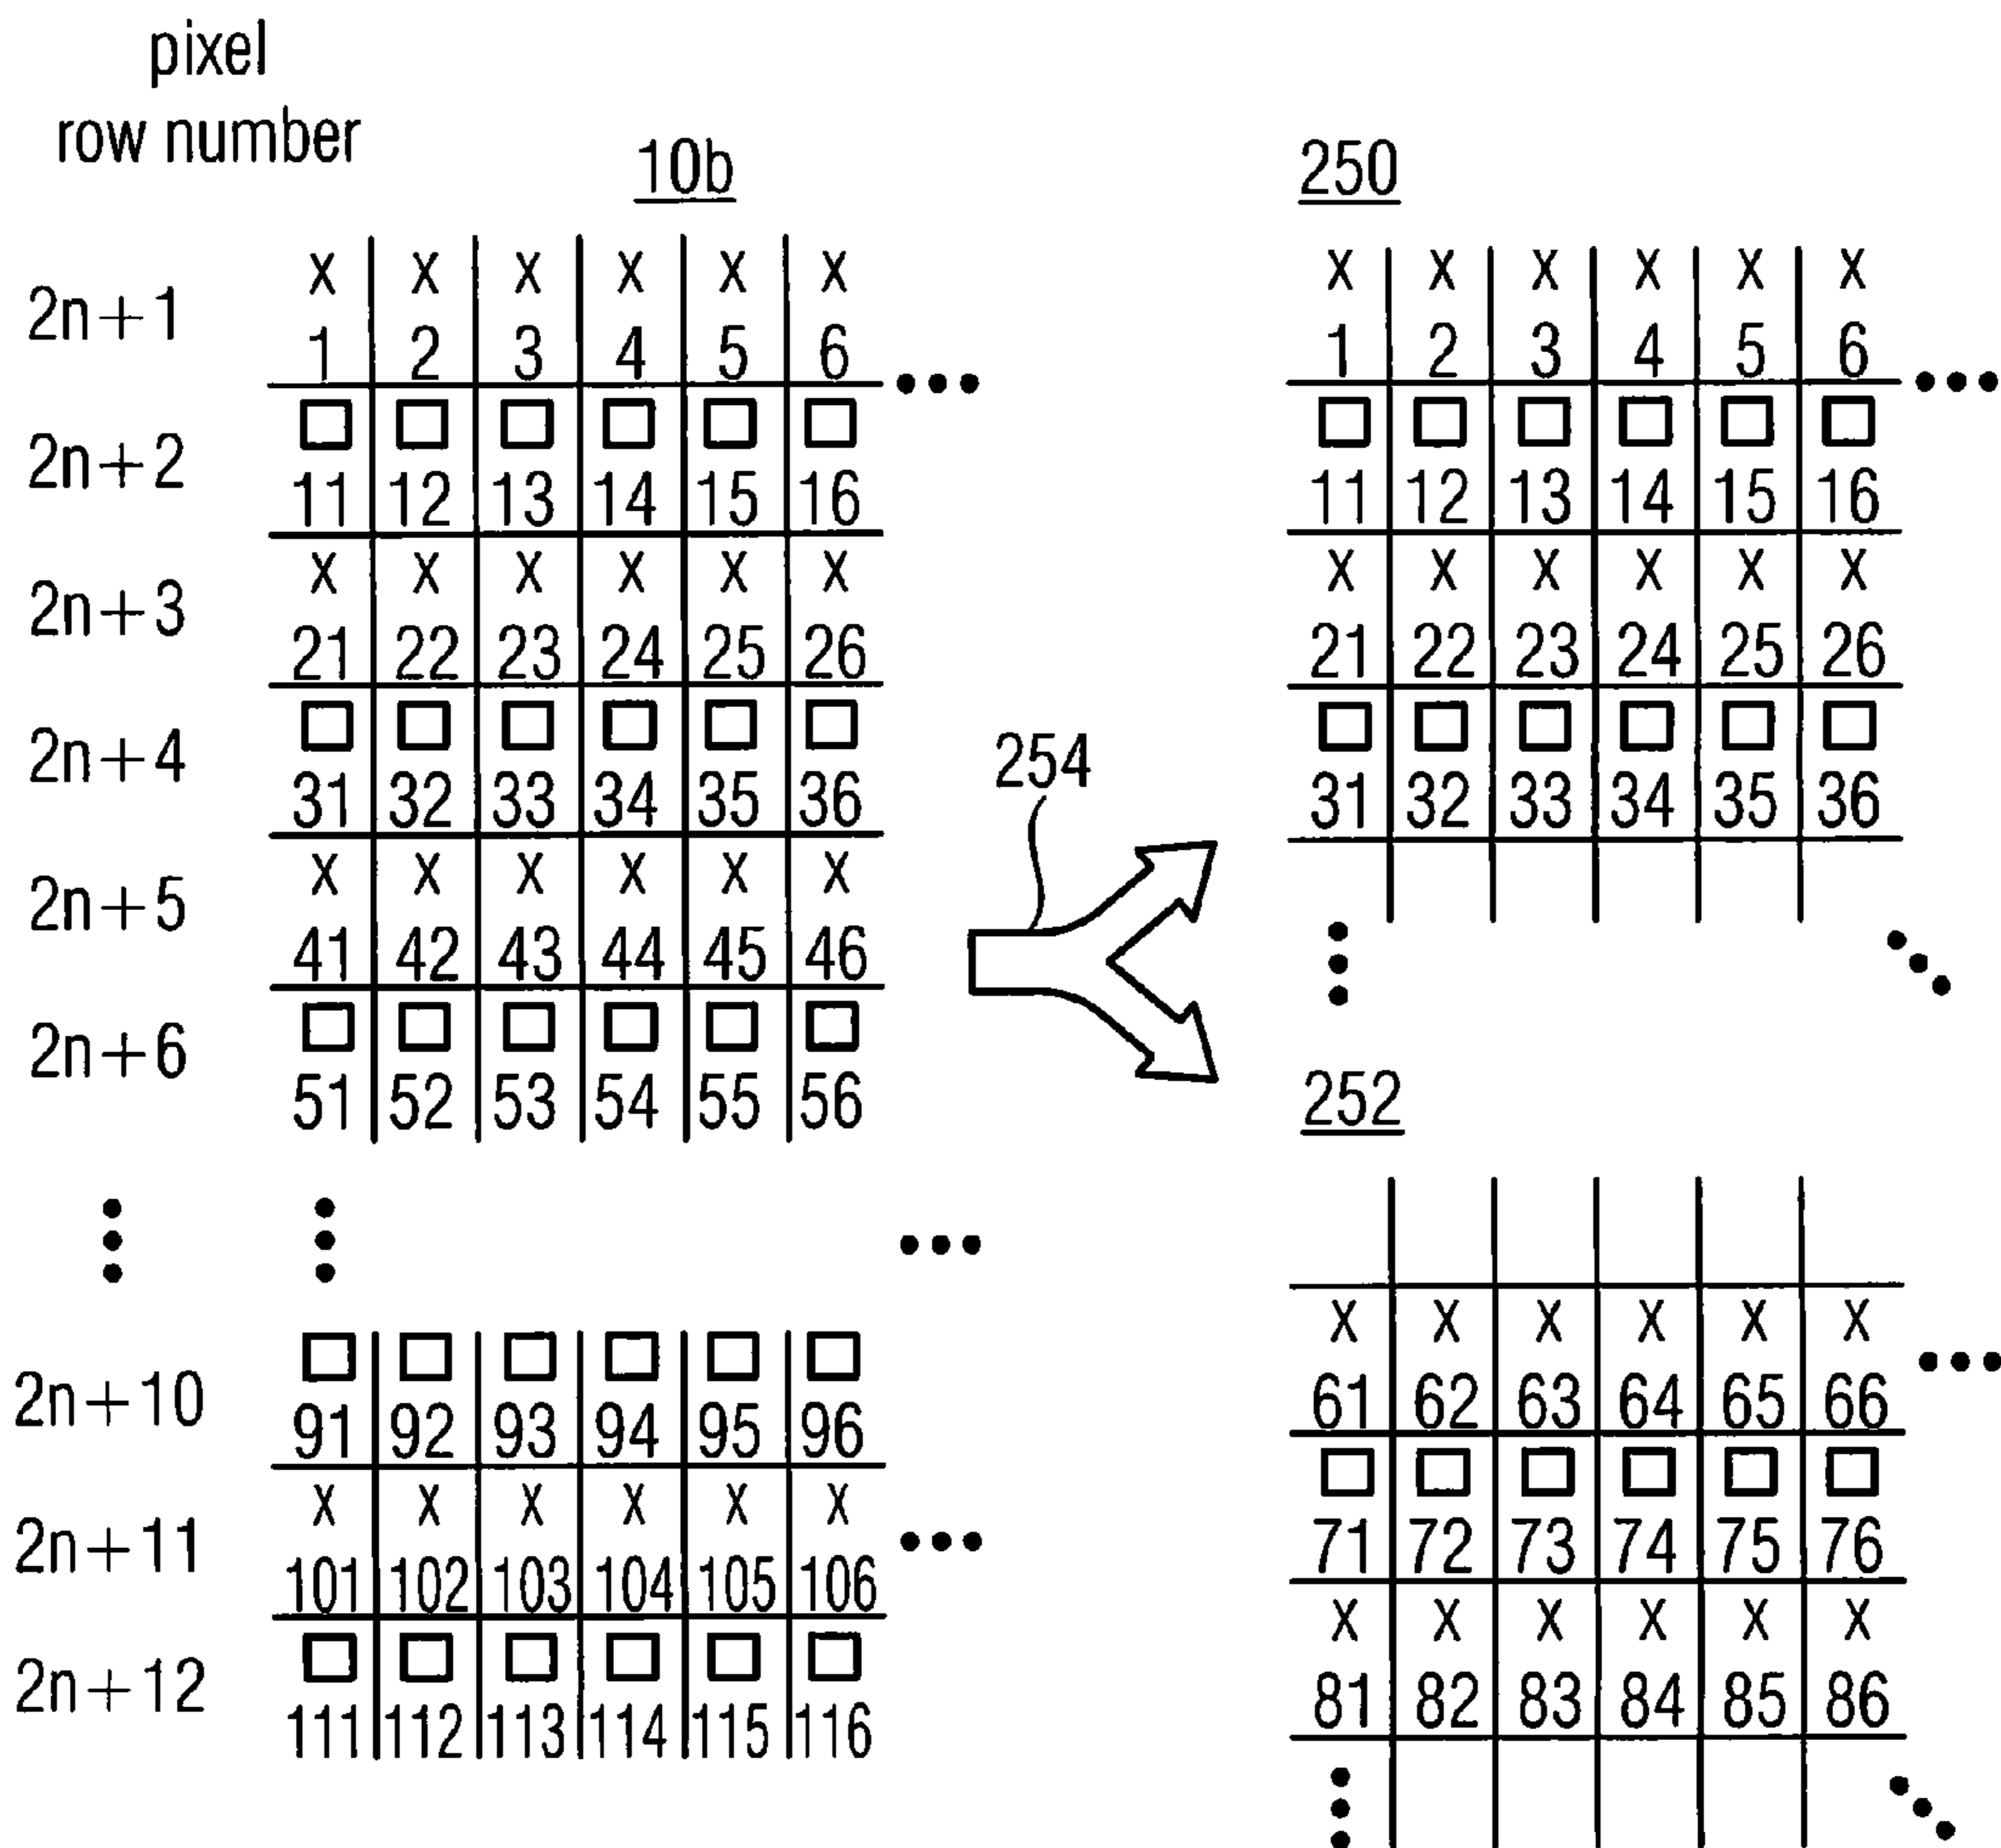 pixel
row number
10b
2n+1 x x x x x x
1 2 3 4 5 6
2n+2 □ □ □ □ □ □
11 12 13 14 15 16
2n+3 x x x x x x
21 22 23 24 25 26
2n+4 □ □ □ □ □ □
31 32 33 34 35 36
2n+5 x x x x x x
41 42 43 44 45 46
2n+6 □ □ □ □ □ □
51 52 53 54 55 56
2n+10 □ □ □ □ □ □
91 92 93 94 95 96
2n+11 x x x x x x
101 102 103 104 105 106
2n+12 □ □ □ □ □ □
111 112 113 114 115 116
254
250
x x x x x x
1 2 3 4 5 6
□ □ □ □ □ □
11 12 13 14 15 16
x x x x x x
21 22 23 24 25 26
□ □ □ □ □ □
31 32 33 34 35 36
252
x x x x x x
61 62 63 64 65 66
□ □ □ □ □ □
71 72 73 74 75 76
x x x x x x
81 82 83 84 85 86